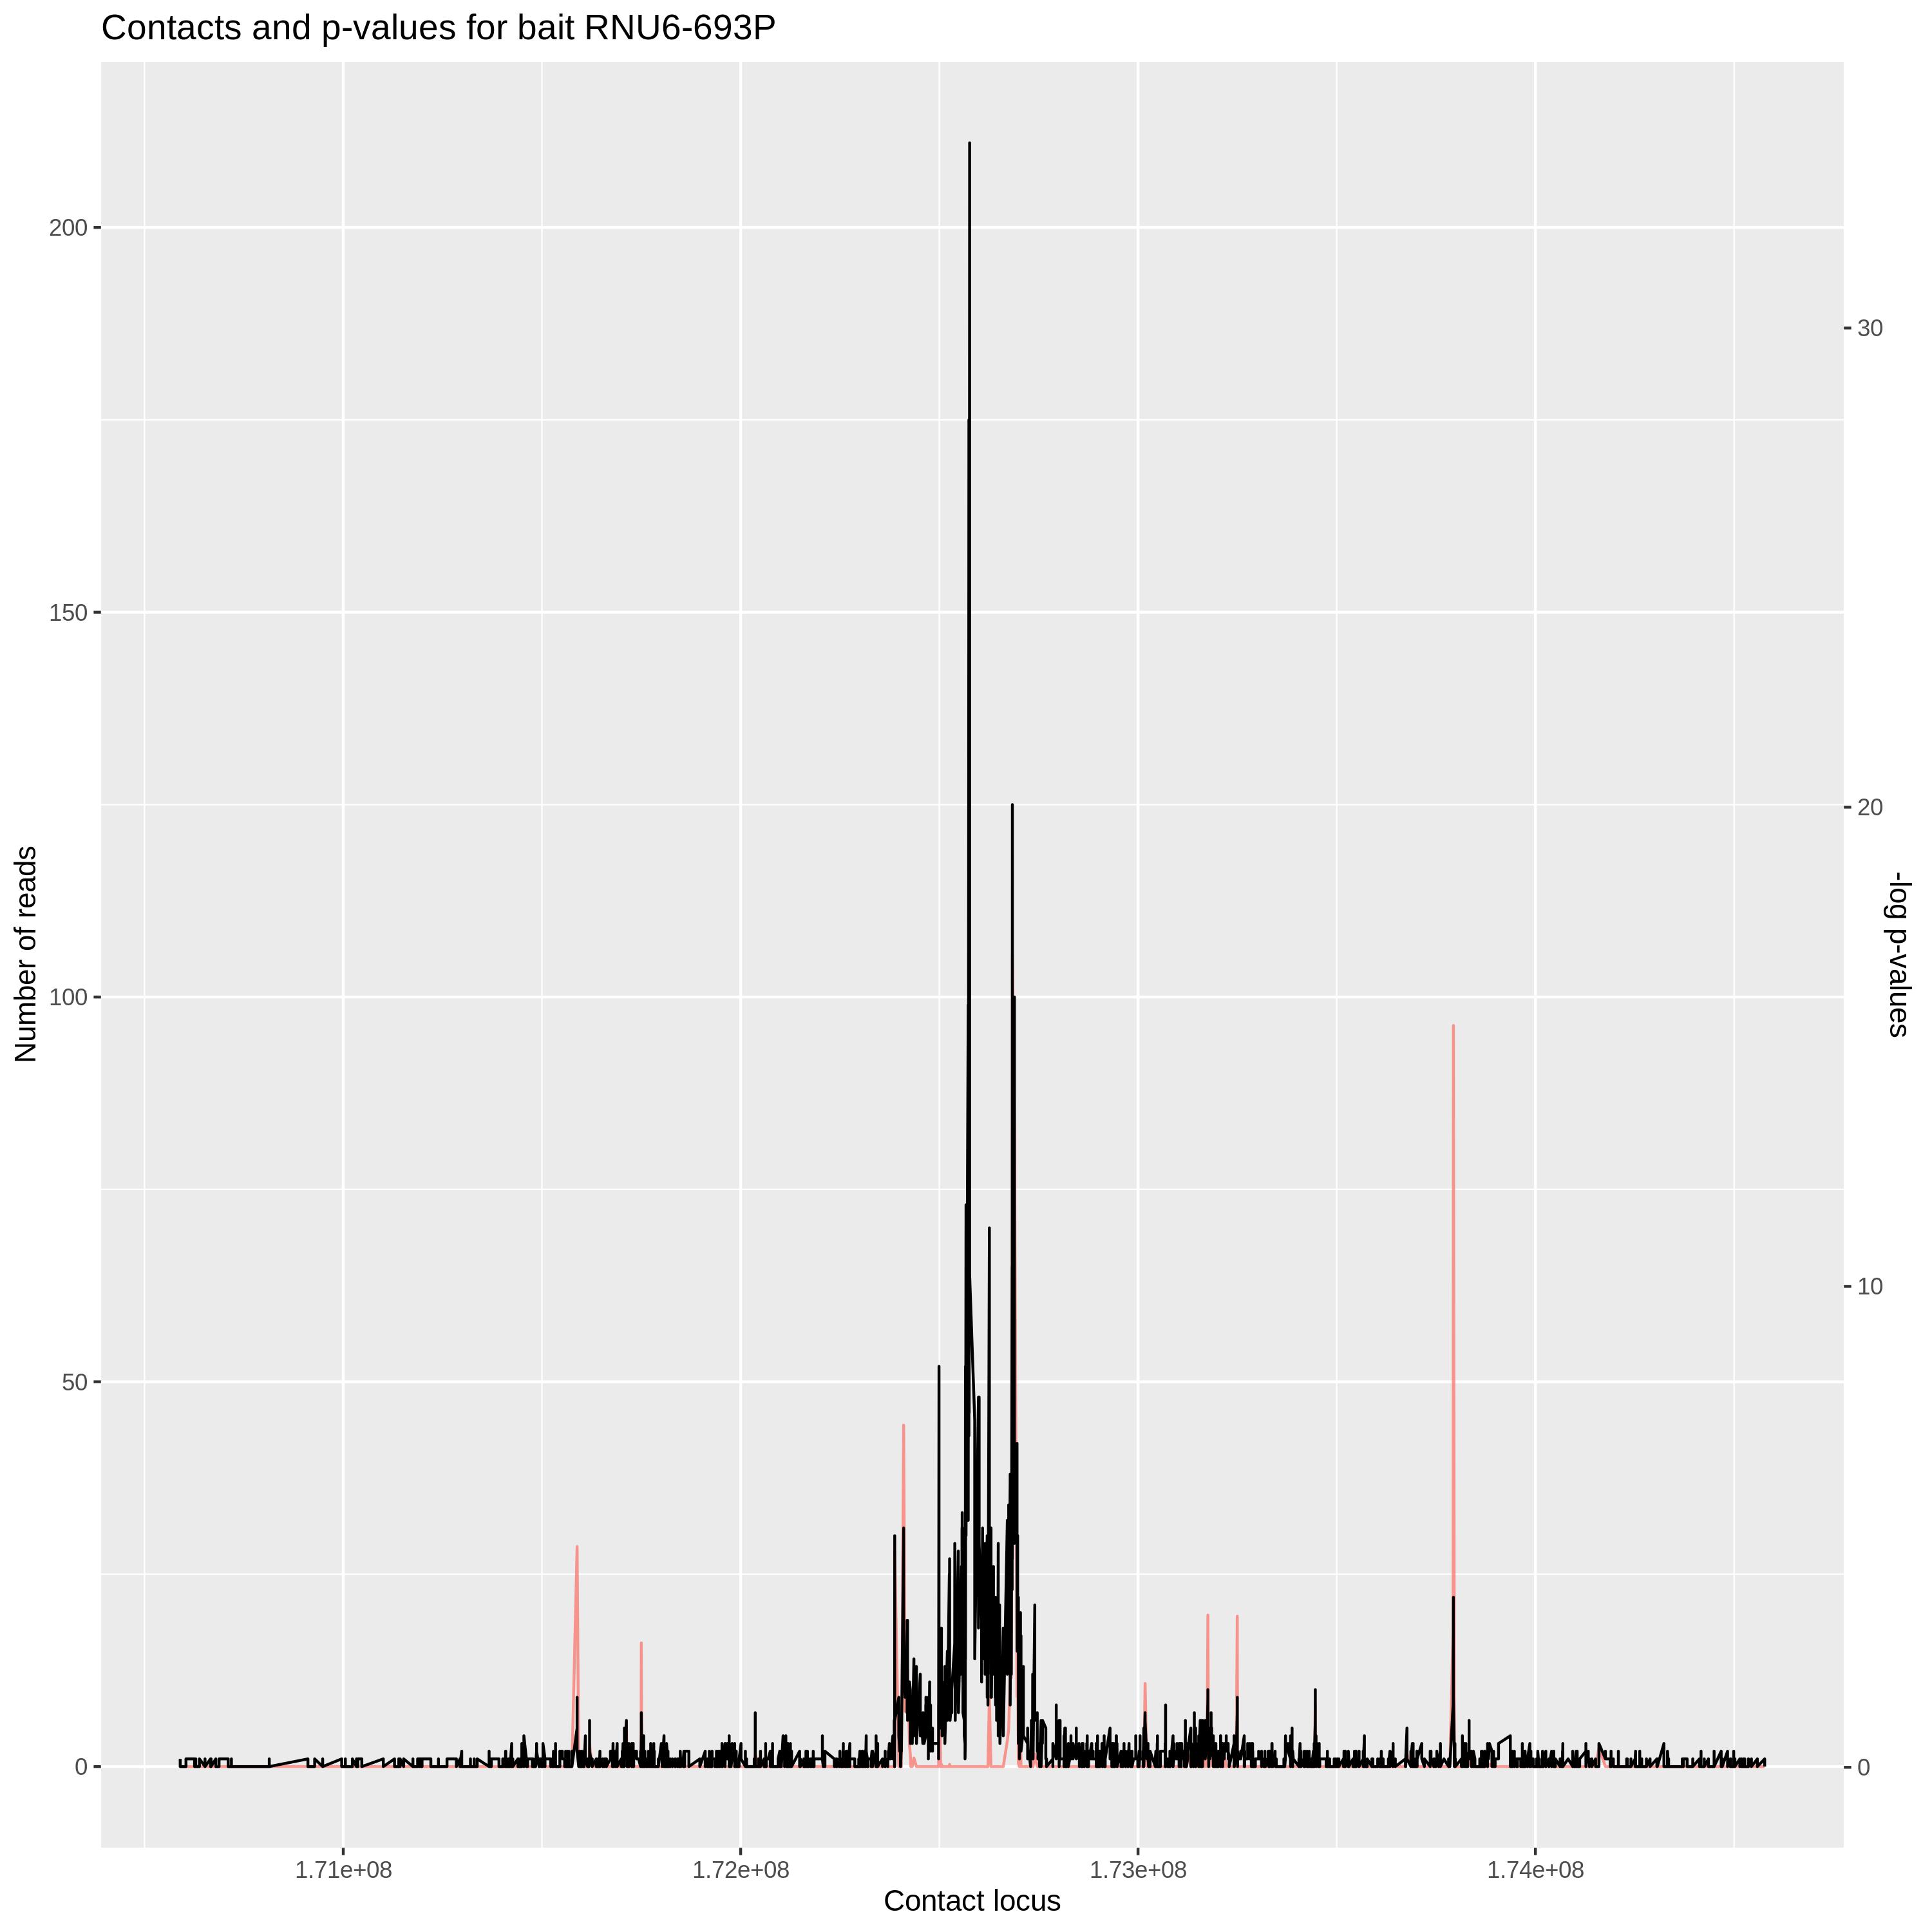 Contacts and p-values for bait RNU6-693P
200
150
100
50
0
Number of reads
30
20
10
0
-log p-values
1.71e+08
1.72e+08
1.73e+08
1.74e+08
Contact locus